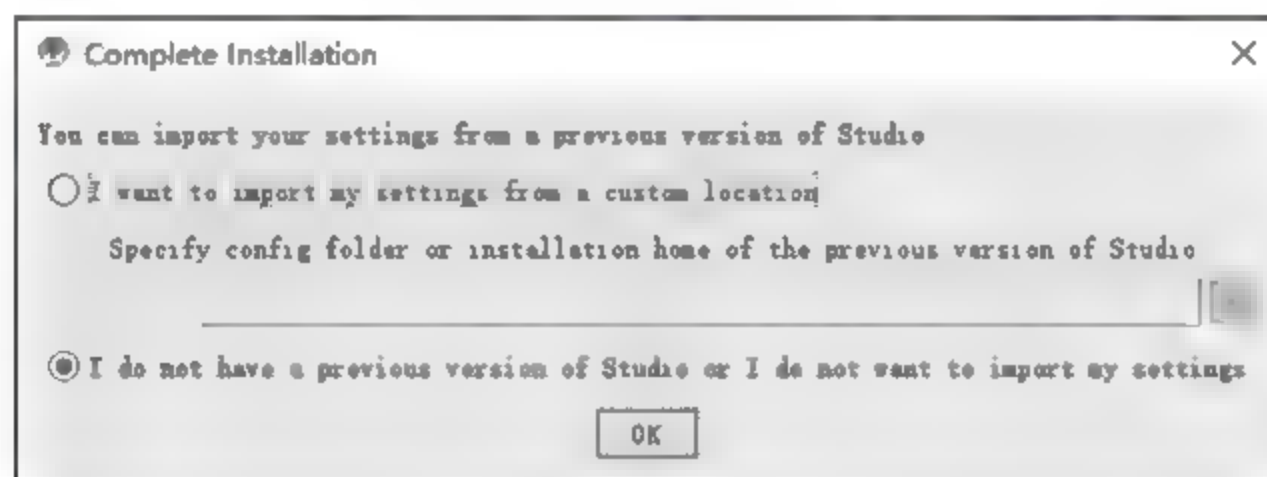 Complete Installation
You can import your settings from a previous version of Studio
I want to import my settings from a custom location
Specify config folder or installation home of the previous version of Studio
I do not have a previous version of Studio or I do not want to import my settings
OK